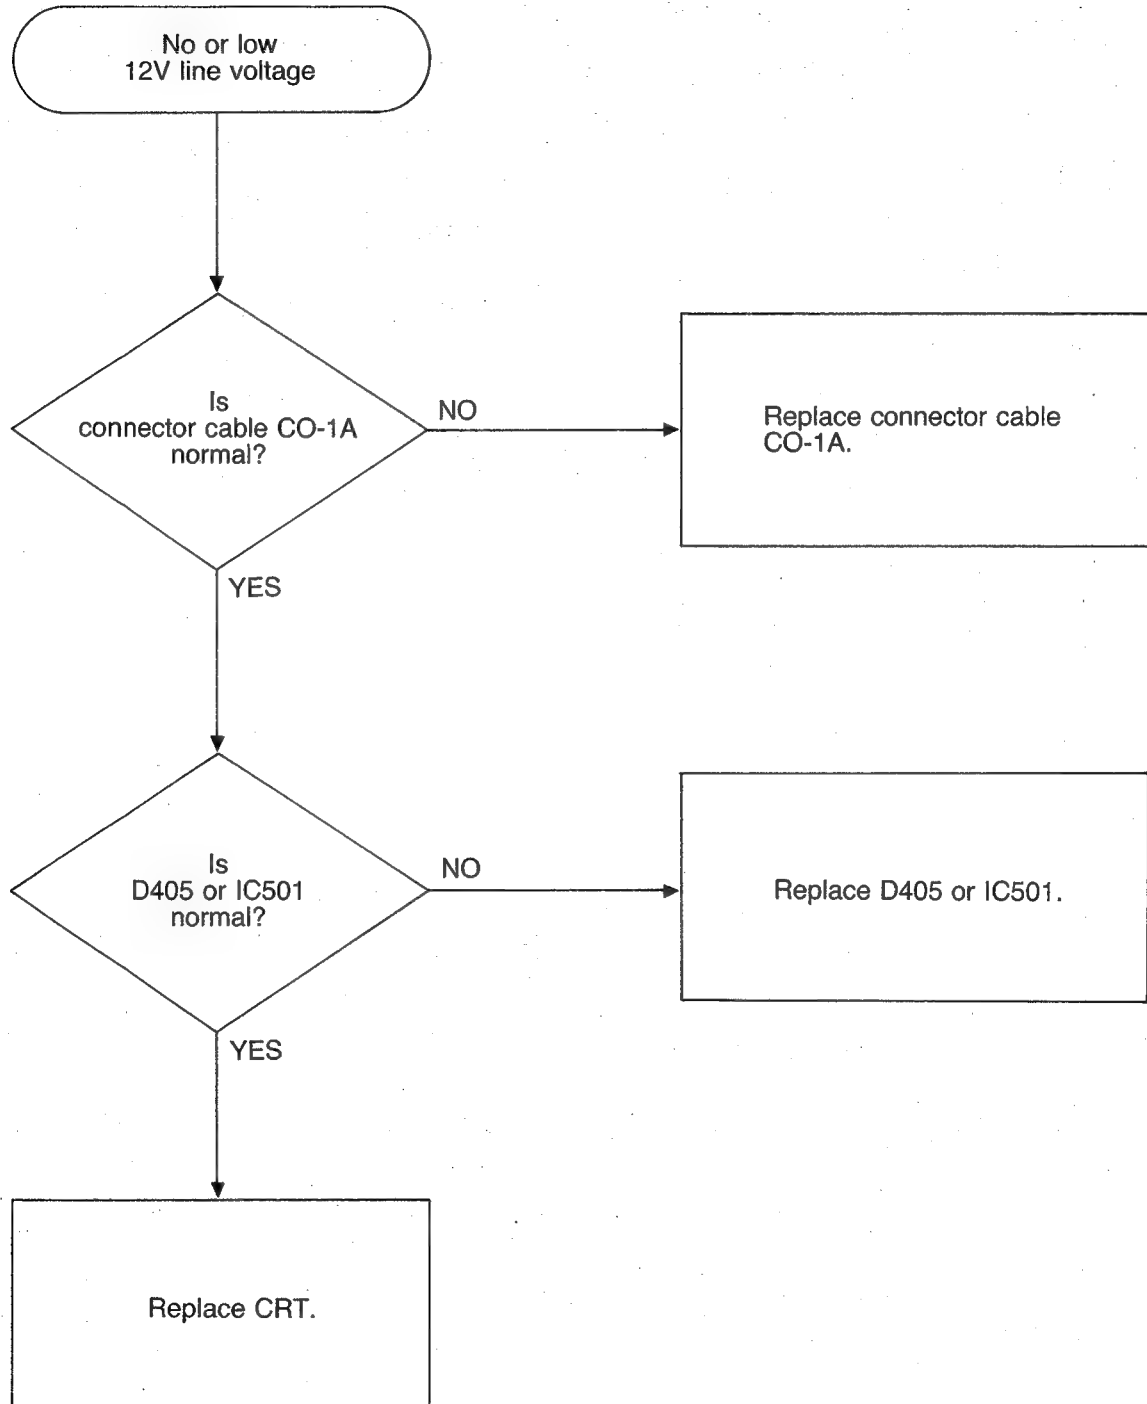 No or low
12V line voltage
Is
connector cable CO-1A
normal?
NO
Replace connector cable
CO-1A.
YES
Is
D405 or IC501
normal?
NO
Replace D405 or IC501.
YES
Replace CRT.